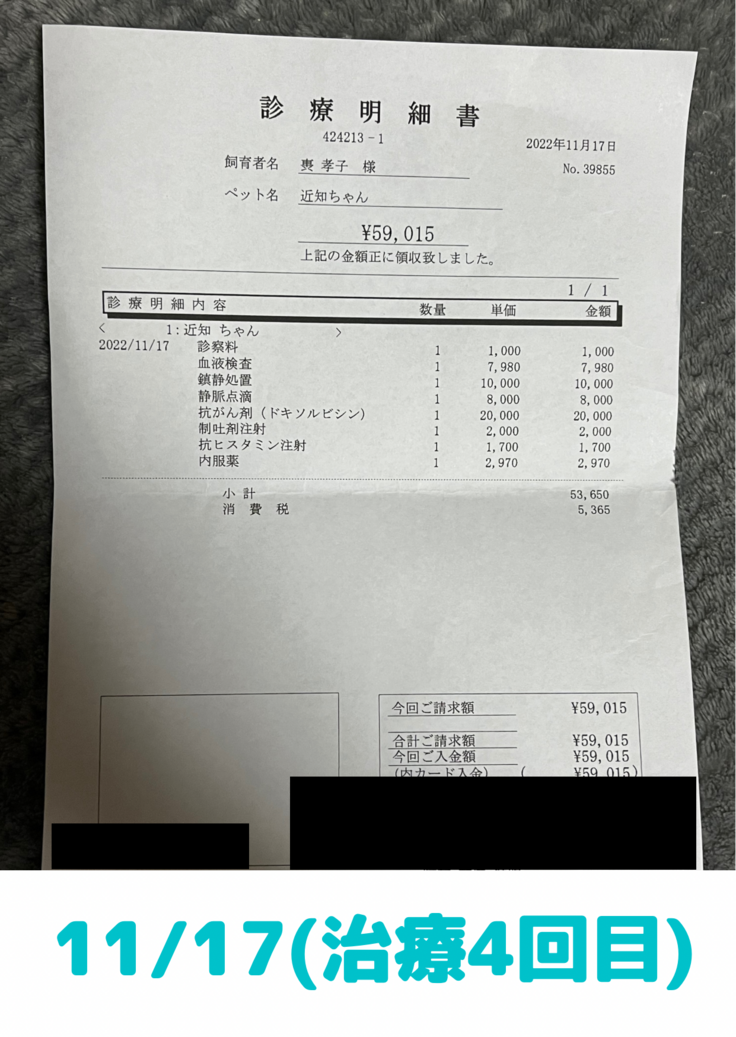 診療明細書
424213-1
2022年11月17日
飼育者名 孝子 様
No.39855
ペット名 近知ちゃん
¥59,015
上記の金額正に領収致しました。
1 / 1
診療明細内容 数量 単価 金額
< 1:近知 ちゃん >
2022/11/17 診察料 1 1,000 1,000
血液検査 1 7,980 7,980
鎮静処置 1 10,000 10,000
静脈点滴 1 8,000 8,000
抗がん剤（ドキソルビシン） 1 20,000 20,000
制吐剤注射 1 2,000 2,000
抗ヒスタミン注射 1 1,700 1,700
内服薬 1 2,970 2,970
小計 53,650
消費税 5,365
今回ご請求額 ¥59,015
合計ご請求額 ¥59,015
今回ご入金額 ¥59,015
(内カード入金) ( ¥59,015)
11/17(治療4回目)